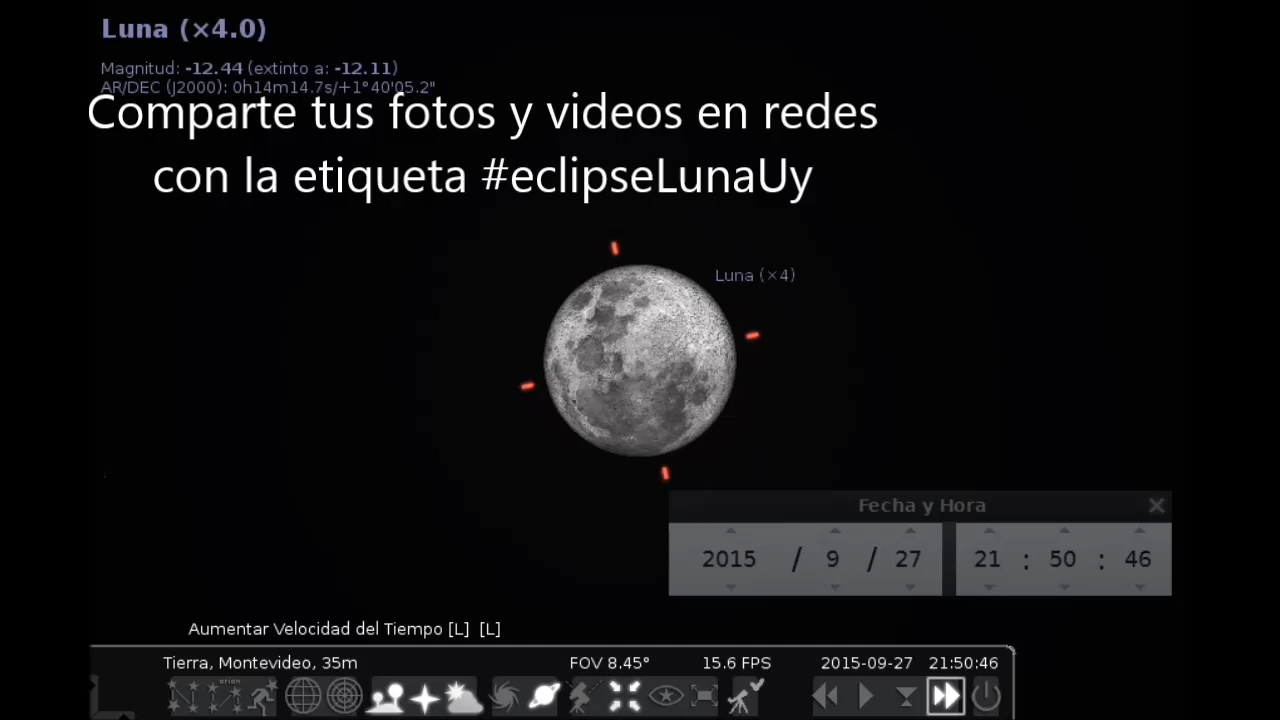 Luna (×4.0)
Magnitud: -12.44 (extinto a: -12.11)
AR/DEC (J2000): 0h14m14.7s/+1°40'05.2"
Comparte tus fotos y videos en redes
con la etiqueta #eclipseLunaUy
Luna (×4)
Fecha y Hora
2015 / 9 / 27 21 : 50 : 46
Aumentar Velocidad del Tiempo [L] [L]
Tierra, Montevideo, 35m FOV 8.45° 15.6 FPS 2015-09-27 21:50:46